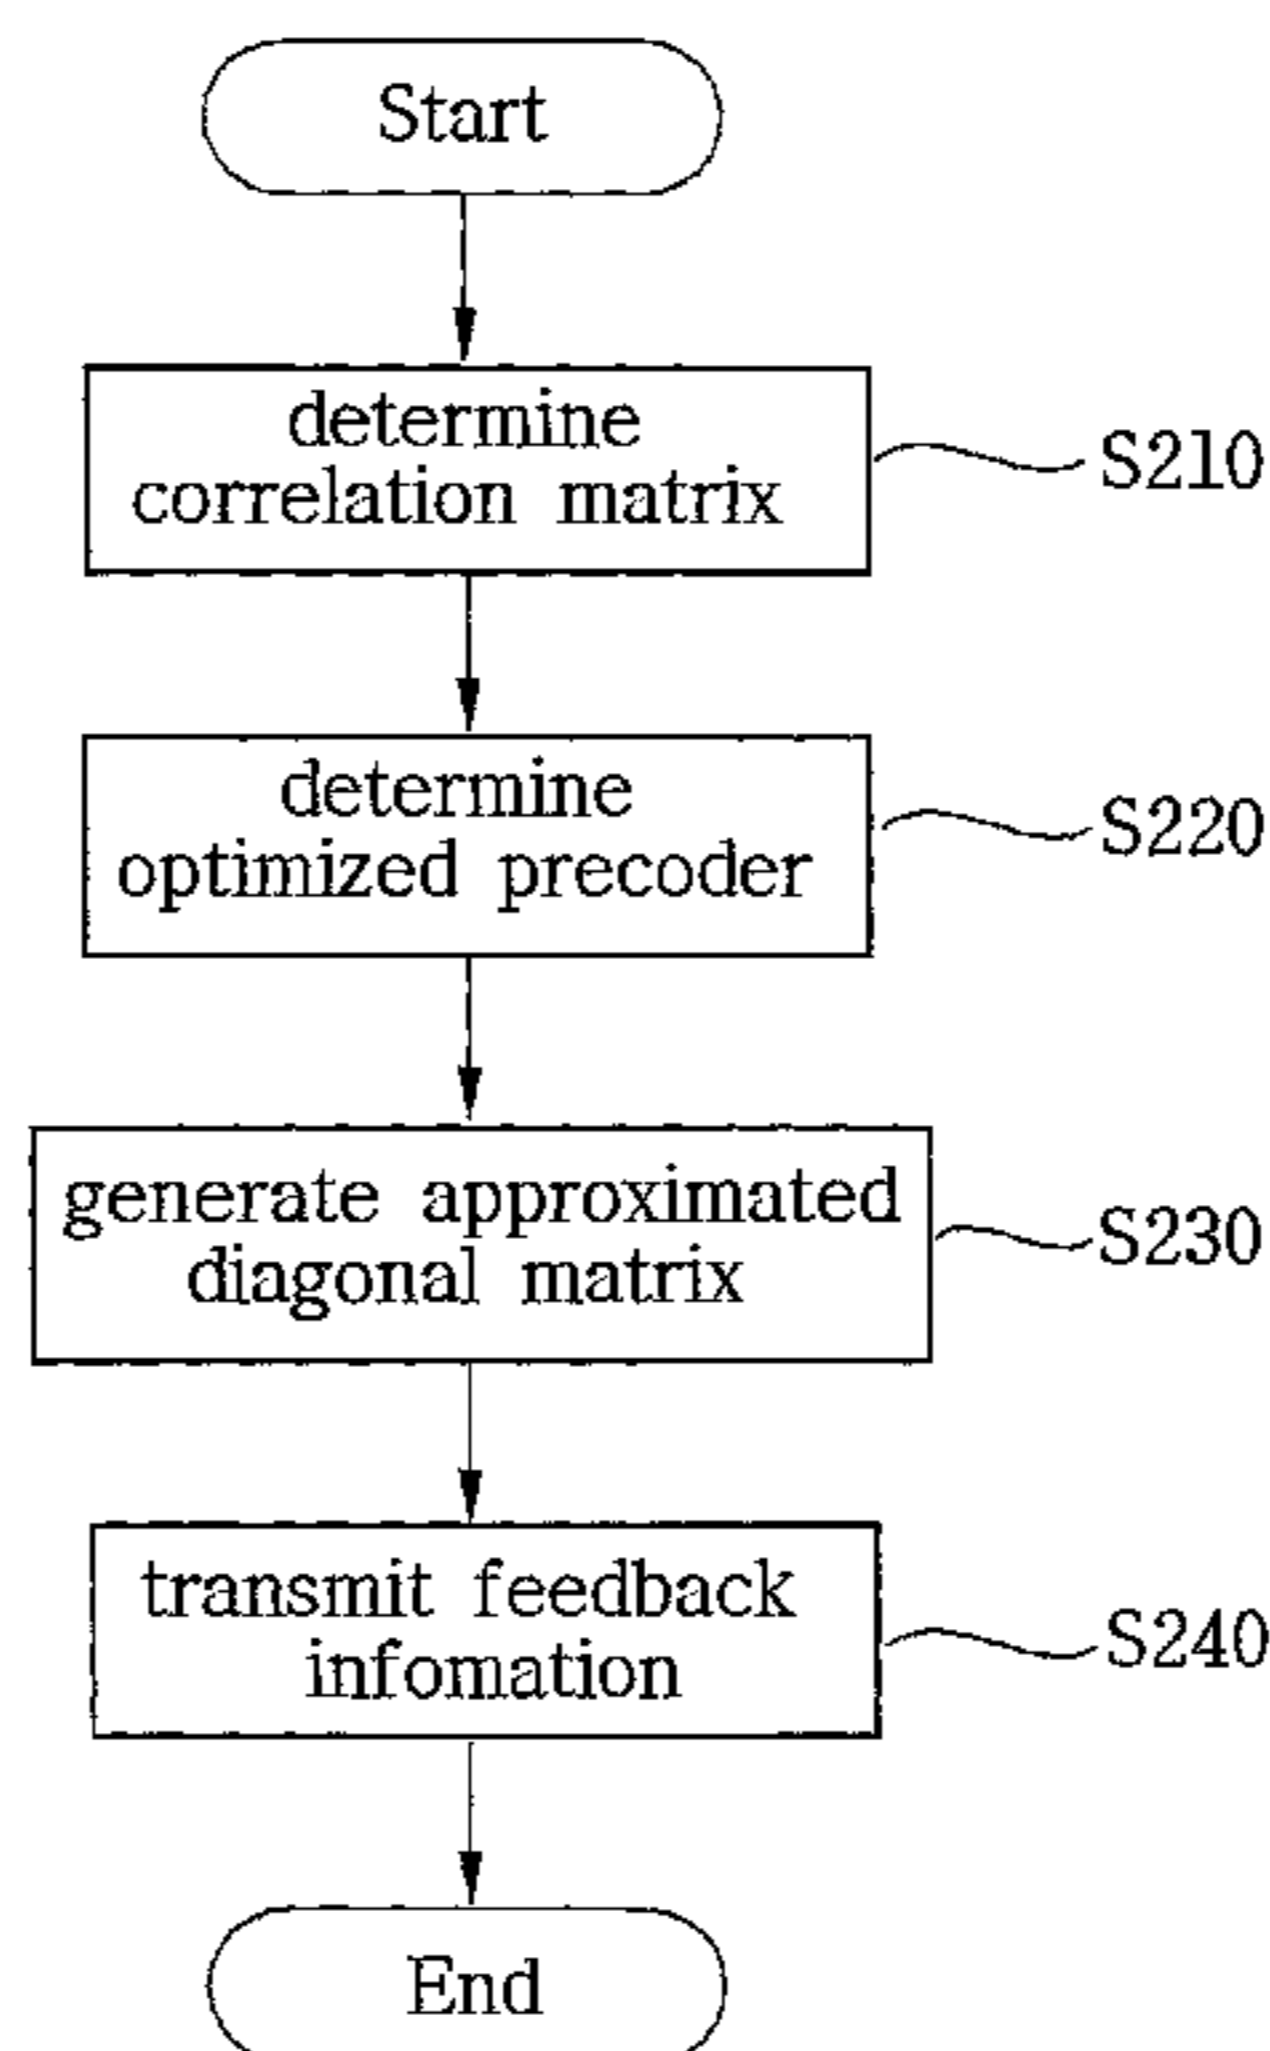 Start
determine
correlation matrix
S210
determine
optimized precoder
S220
generate approximated
diagonal matrix
S230
transmit feedback
infomation
S240
End